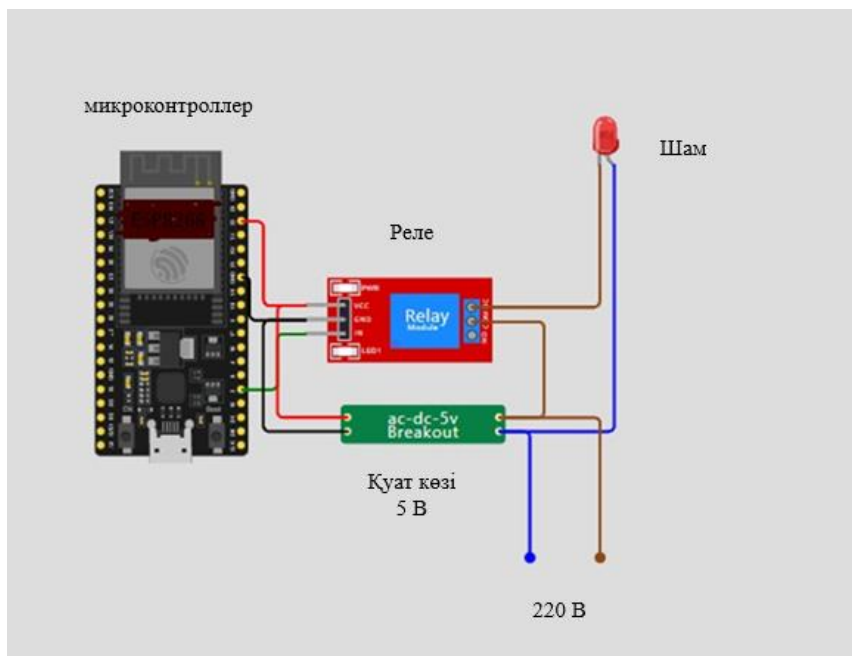 микроконтроллер
Шам
Реле
PWR
VCC
GND
IN
LED1
Relay
Module
ac-dc-5v
Breakout
Қуат көзі
5 В
220 В